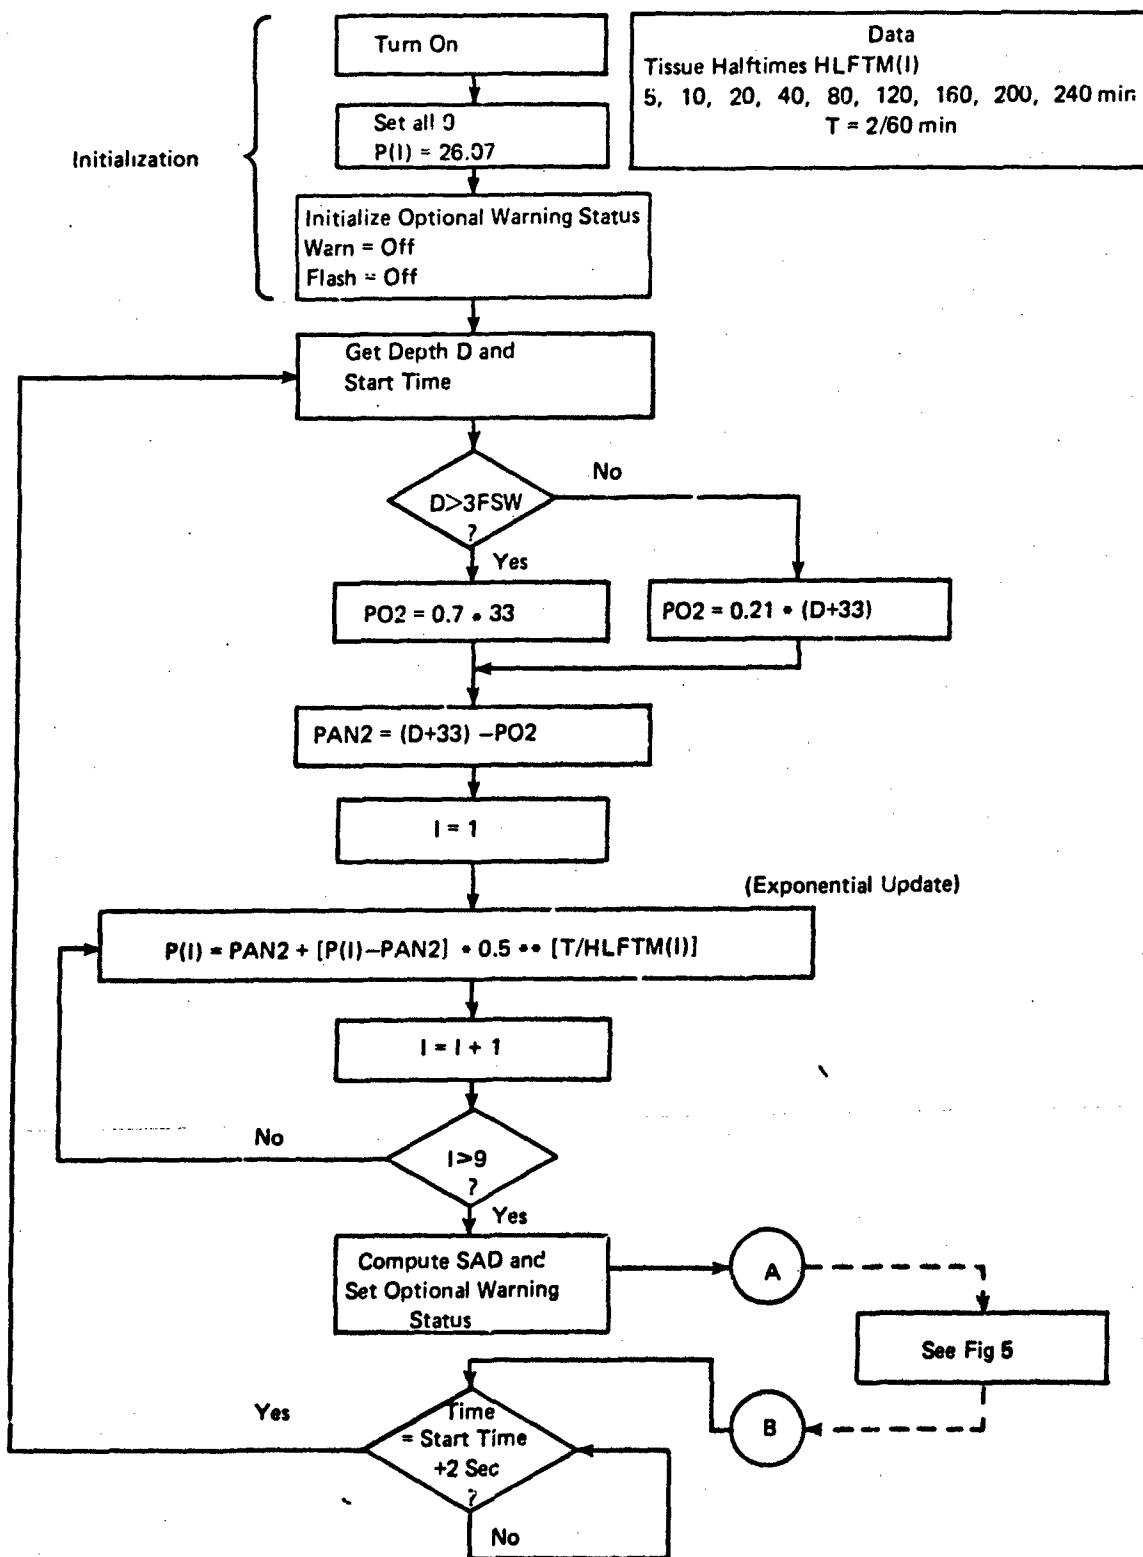 Turn On
Data
Tissue Halftimes HLFTM(I)
5, 10, 20, 40, 80, 120, 160, 200, 240 min
T = 2/60 min
Set all 0
P(I) = 26.07
Initialization
Initialize Optional Warning Status
Warn = Off
Flash = Off
Get Depth D and
Start Time
D>3FSW
?
No
Yes
PO2 = 0.7 * 33
PO2 = 0.21 * (D+33)
PAN2 = (D+33) –PO2
I = 1
(Exponential Update)
P(I) = PAN2 + [P(I)–PAN2] * 0.5 ** [T/HLFTM(I)]
I = I + 1
No
I>9
?
Yes
Compute SAD and
Set Optional Warning
Status
A
See Fig 5
B
Yes
Time
= Start Time
+2 Sec
?
No